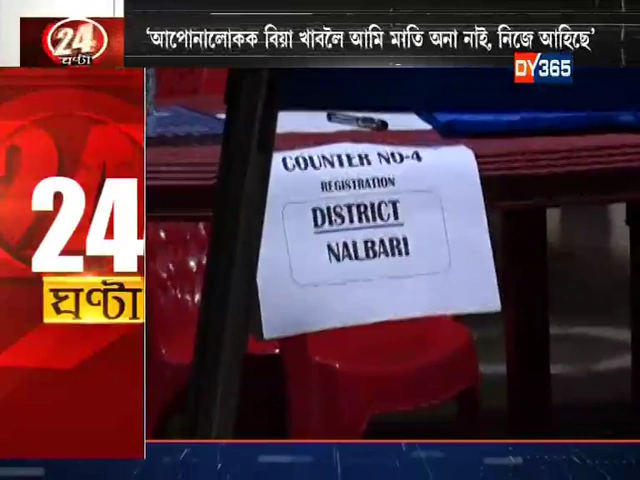 24
ঘণ্টা
'আপোনালোকক বিয়া খাবলৈ আমি মাতি অনা নাই, নিজে আহিছে'
DY365
24
ঘণ্টা
COUNTER NO-4
REGISTRATION
DISTRICT
NALBARI